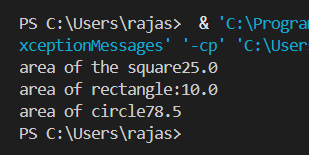 PS C:\Users\rajas>  & 'C:\Progra
xceptionMessages' '-cp' 'C:\User
area of the square25.0
area of rectangle:10.0
area of circle78.5
PS C:\Users\rajas>